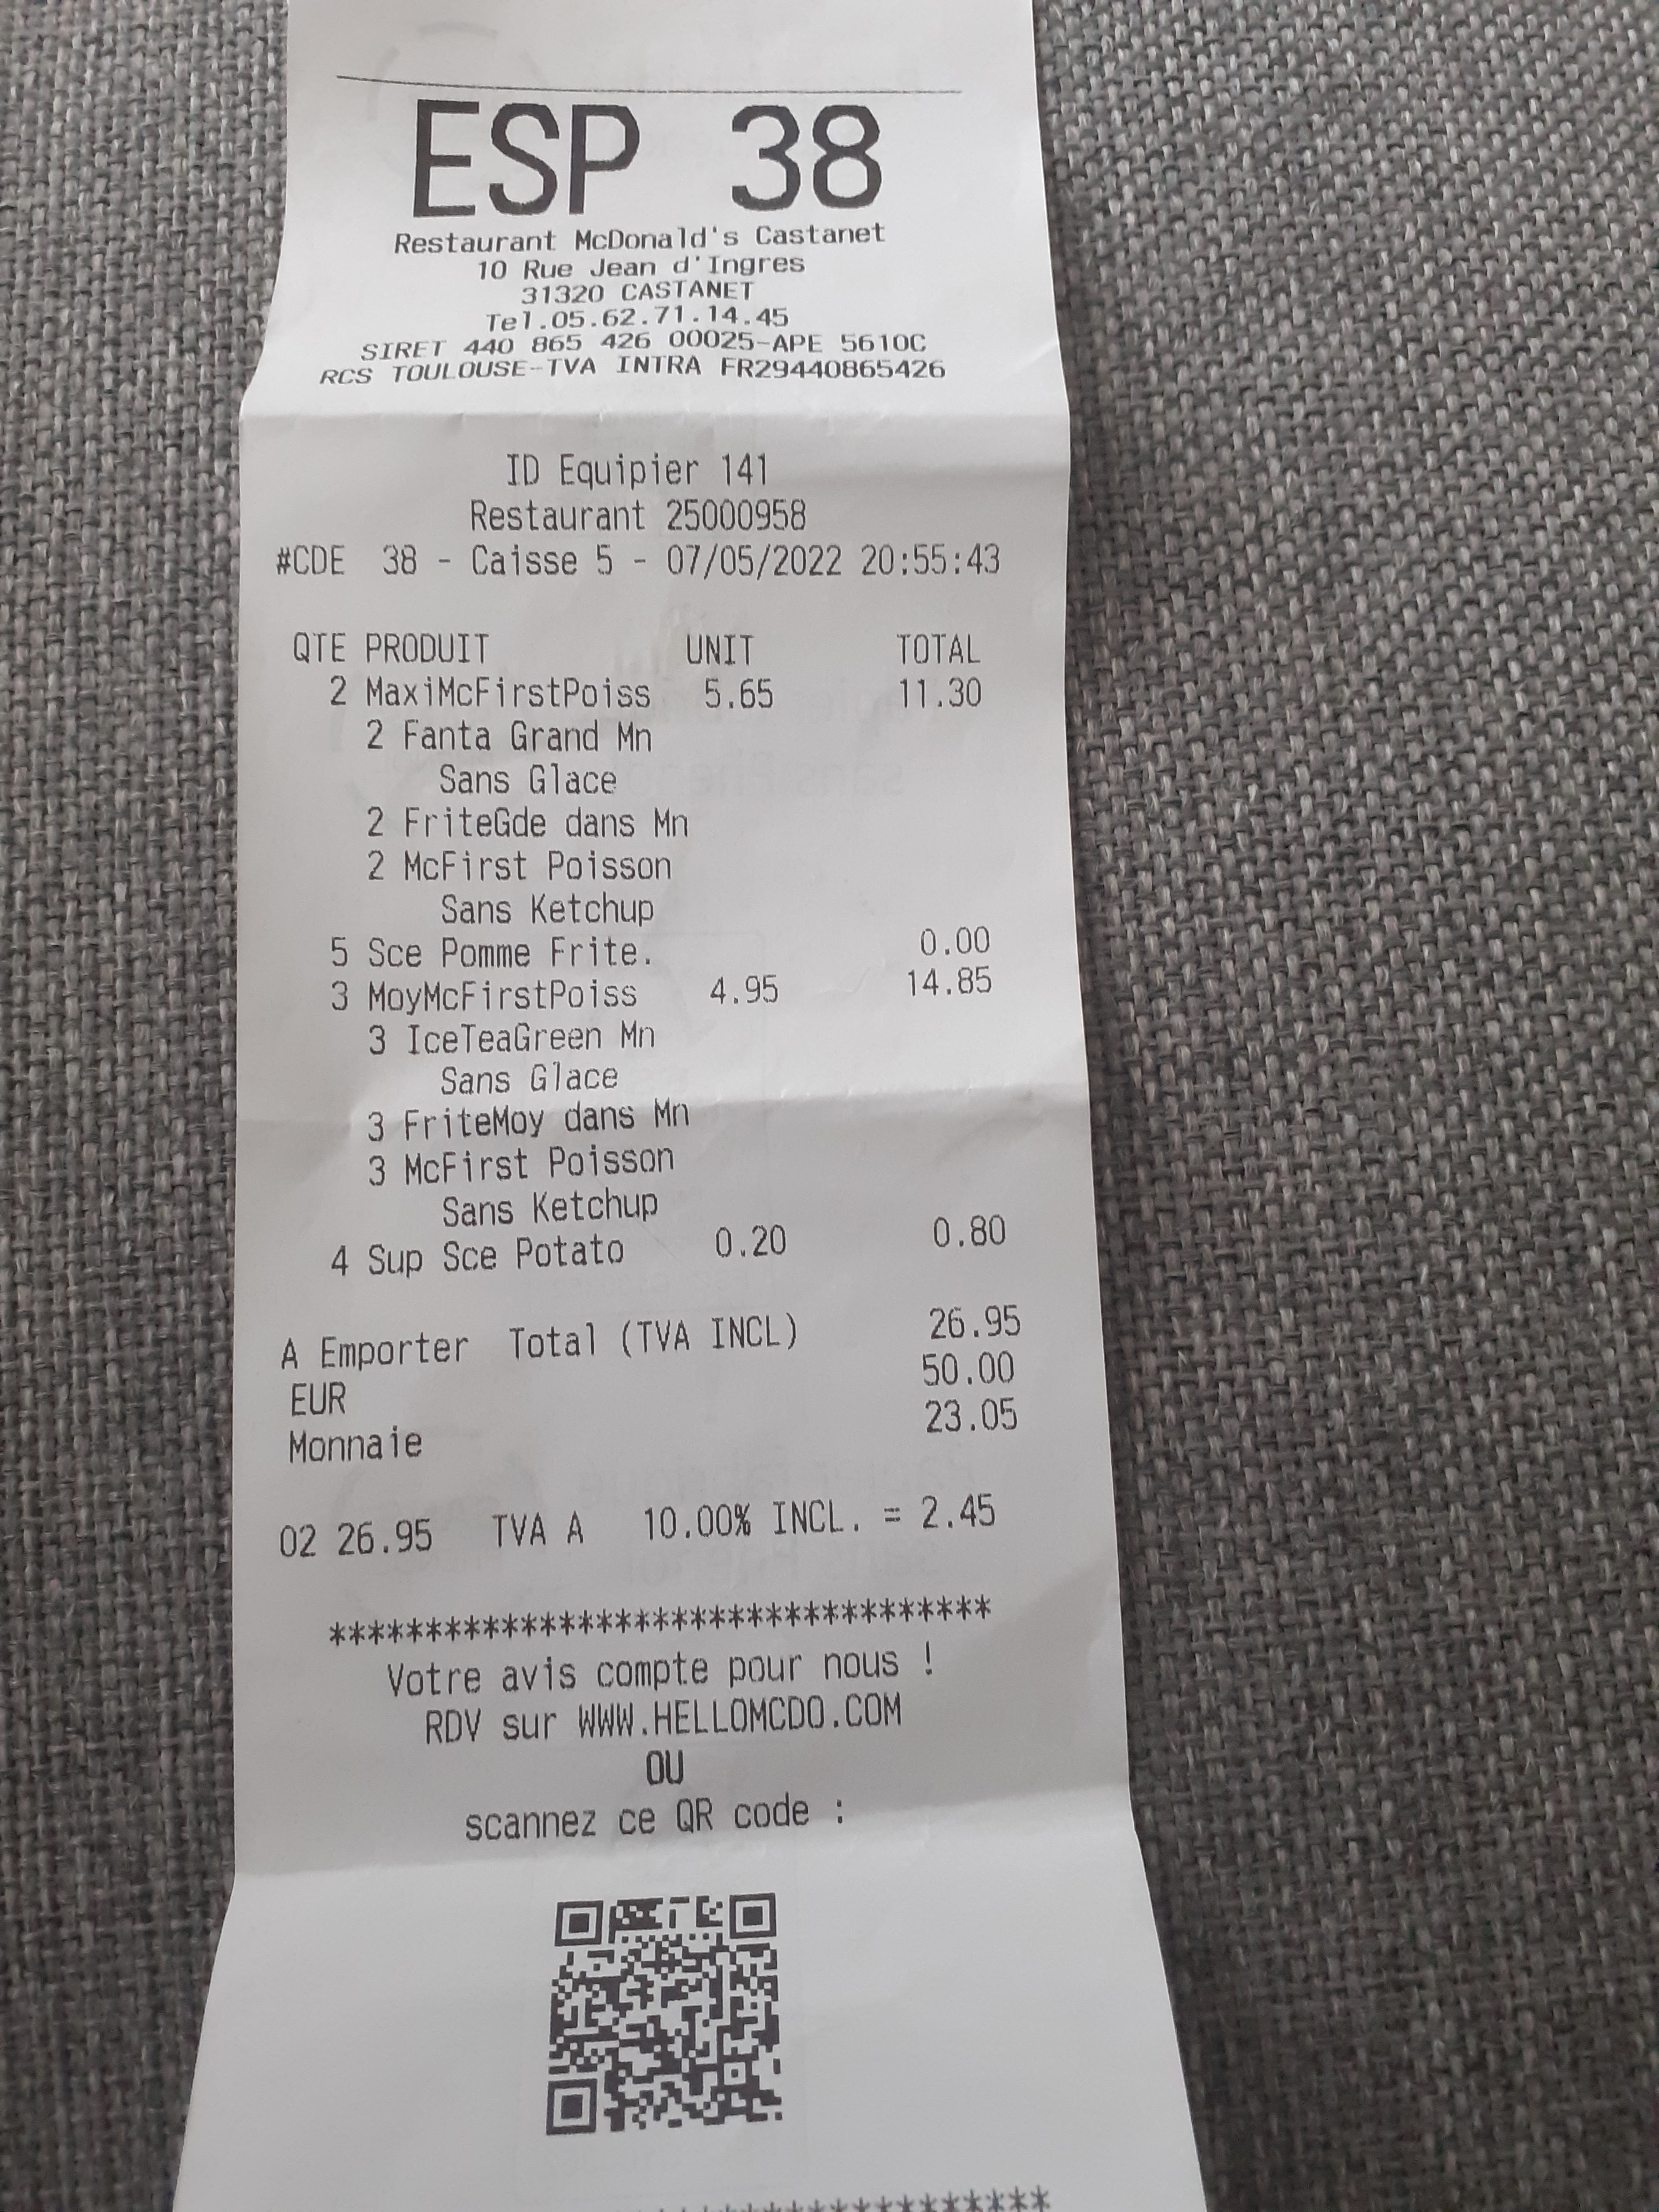 ESP 38
Restaurant McDonald's Castanet
10 Rue Jean d'Ingres
31320 CASTANET
Tel.05.62.71.14.45
SIRET 440 865 426 00025-APE 5610C
RCS TOULOUSE-TVA INTRA FR29440865426
ID Equipier 141
Restaurant 25000958
#CDE 38 - Caisse 5 - 07/05/2022 20:55:43
QTE PRODUIT UNIT TOTAL
2 MaxiMcFirstPoiss 5.65 11.30
2 Fanta Grand Mn
Sans Glace
2 FriteGde dans Mn
2 McFirst Poisson
Sans Ketchup
5 Sce Pomme Frite. 0.00
3 MoyMcFirstPoiss 4.95 14.85
3 IceTeaGreen Mn
Sans Glace
3 FriteMoy dans Mn
3 McFirst Poisson
Sans Ketchup
4 Sup Sce Potato 0.20 0.80
A Emporter Total (TVA INCL) 26.95
EUR 50.00
Monnaie 23.05
02 26.95 TVA A 10.00% INCL. = 2.45
***********************************
Votre avis compte pour nous !
RDV sur WWW.HELLOMCDO.COM
OU
scannez ce QR code :